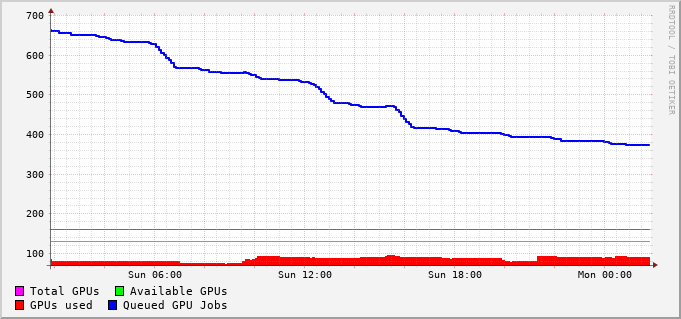 700
600
500
400
300
200
100
Sun 06:00 Sun 12:00 Sun 18:00 Mon 00:00
Total GPUs Available GPUs
GPUs used Queued GPU Jobs
RRDTOOL / TOBI OETIKER